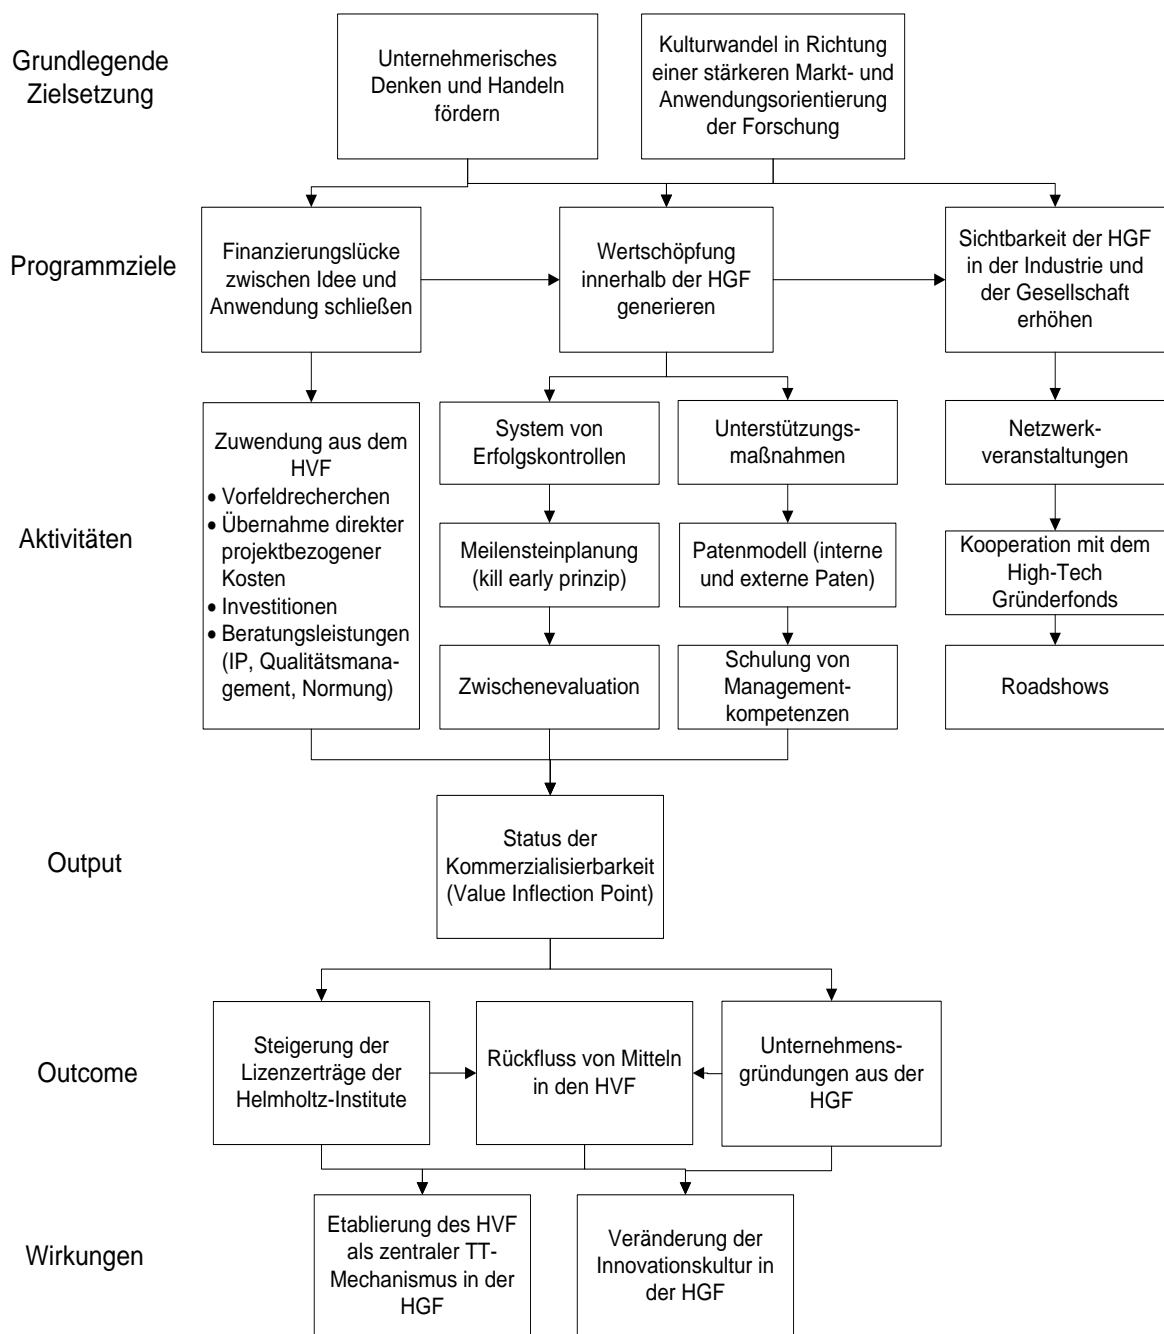 Grundlegende
Zielsetzung
Unternehmerisches
Denken und Handeln
fördern
Kulturwandel in Richtung
einer stärkeren Markt- und
Anwendungsorientierung
der Forschung
Programmziele
Finanzierungslücke
zwischen Idee und
Anwendung schließen
Wertschöpfung
innerhalb der HGF
generieren
Sichtbarkeit der HGF
in der Industrie und
der Gesellschaft
erhöhen
Aktivitäten
Zuwendung aus dem
HVF
• Vorfeldrecherchen
• Übernahme direkter
projektbezogener
Kosten
• Investitionen
• Beratungsleistungen
(IP, Qualitätsmana-
gement, Normung)
System von
Erfolgskontrollen
Meilensteinplanung
(kill early prinzip)
Zwischenevaluation
Unterstützungs-
maßnahmen
Patenmodell (interne
und externe Paten)
Schulung von
Management-
kompetenzen
Netzwerk-
veranstaltungen
Kooperation mit dem
High-Tech
Gründerfonds
Roadshows
Output
Status der
Kommerzialisierbarkeit
(Value Inflection Point)
Outcome
Steigerung der
Lizenzerträge der
Helmholtz-Institute
Rückfluss von Mitteln
in den HVF
Unternehmens-
gründungen aus der
HGF
Wirkungen
Etablierung des HVF
als zentraler TT-
Mechanismus in der
HGF
Veränderung der
Innovationskultur in
der HGF